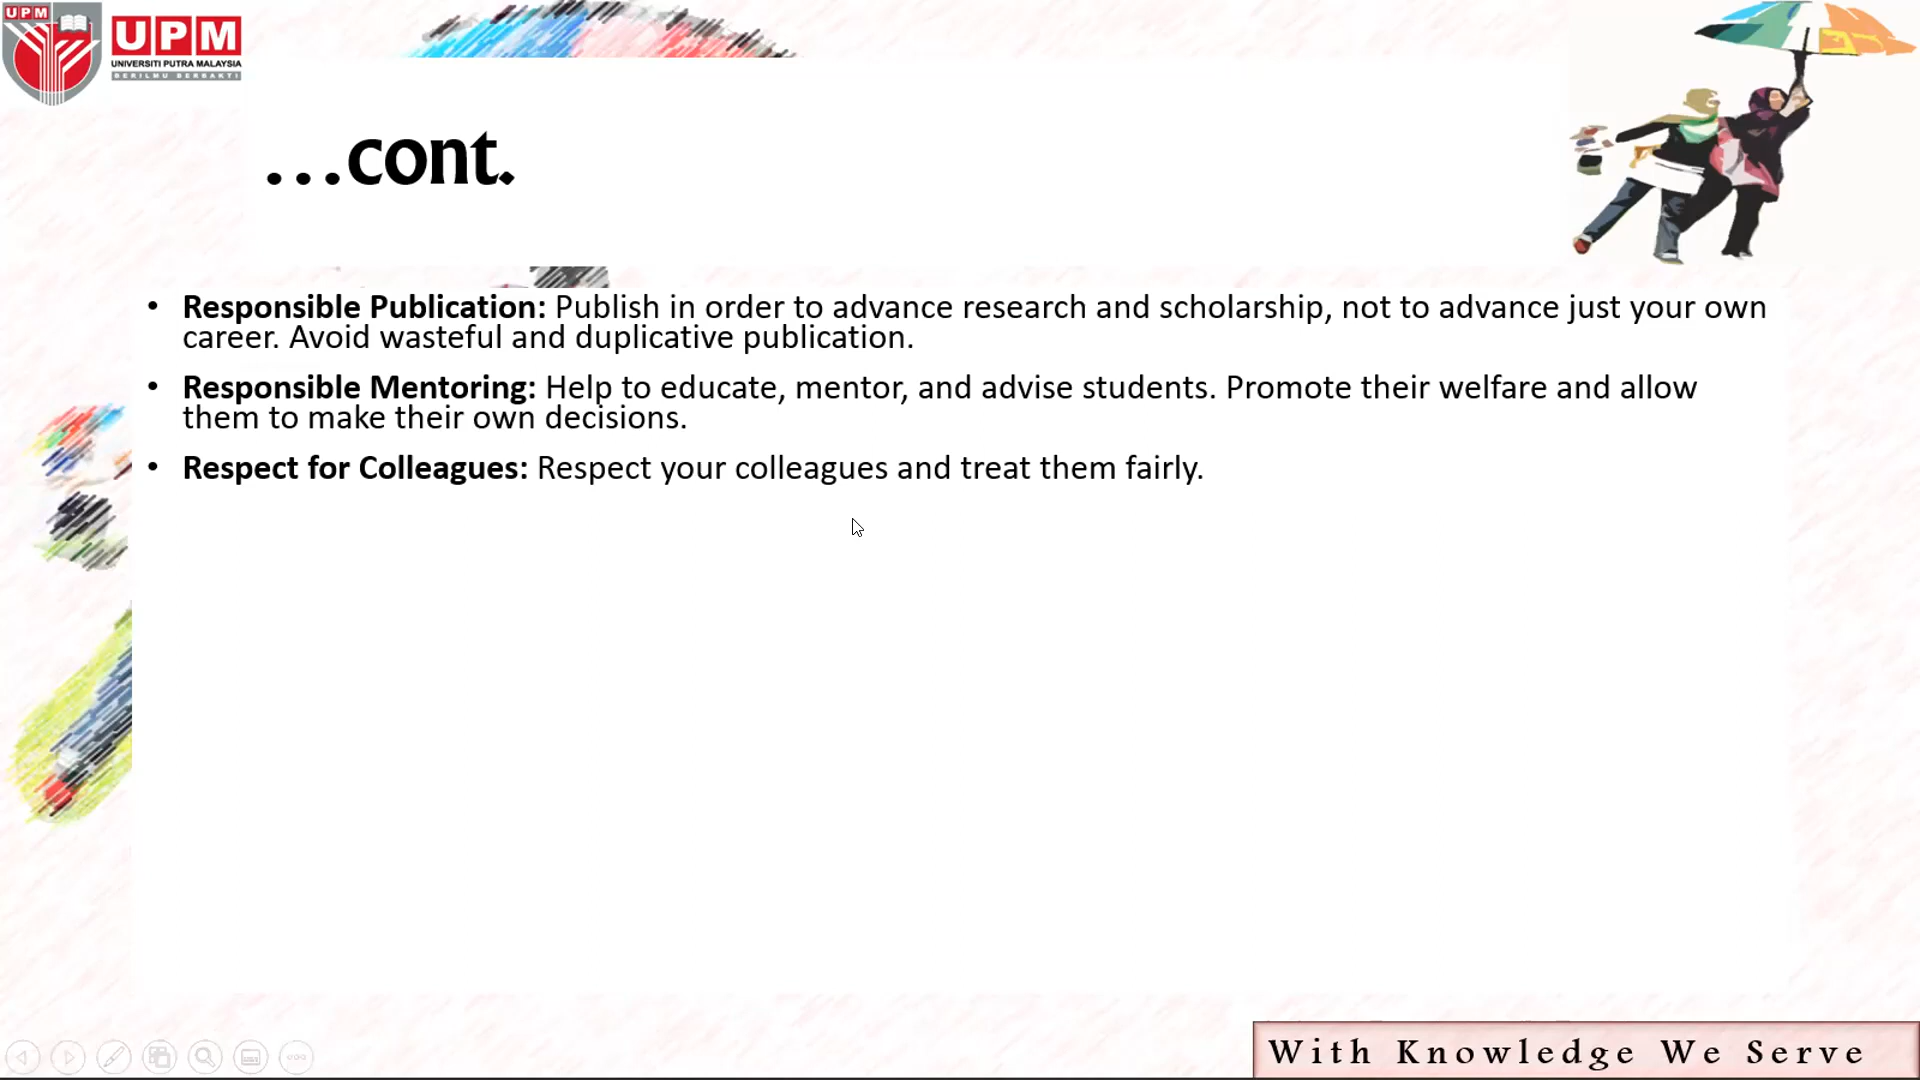 UPM
UPM
UNIVERSITI PUTRA MALAYSIA
BERILMU BERBAKTI
...cont.
• Responsible Publication: Publish in order to advance research and scholarship, not to advance just your own
career. Avoid wasteful and duplicative publication.
• Responsible Mentoring: Help to educate, mentor, and advise students. Promote their welfare and allow
them to make their own decisions.
• Respect for Colleagues: Respect your colleagues and treat them fairly.
With Knowledge We Serve